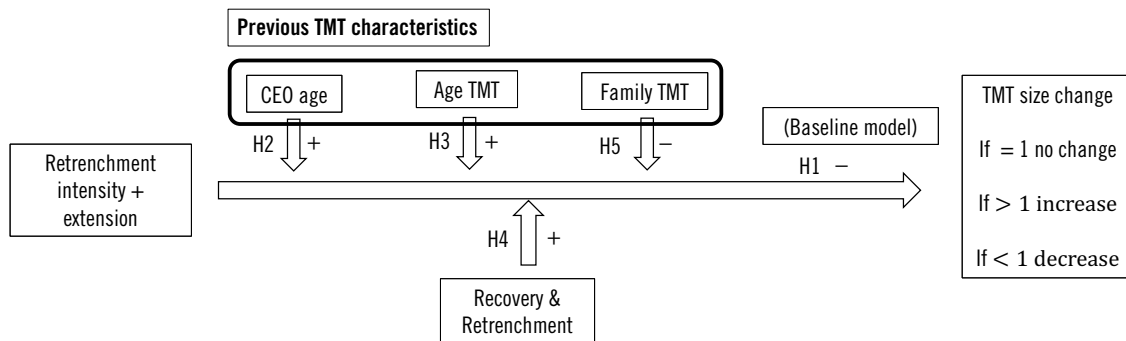 Previous TMT characteristics
CEO age
Age TMT
Family TMT
H2 +
H3 +
H5 −
(Baseline model)
H1 −
Retrenchment
intensity +
extension
H4 +
Recovery &
Retrenchment
TMT size change
If = 1 no change
If > 1 increase
If < 1 decrease